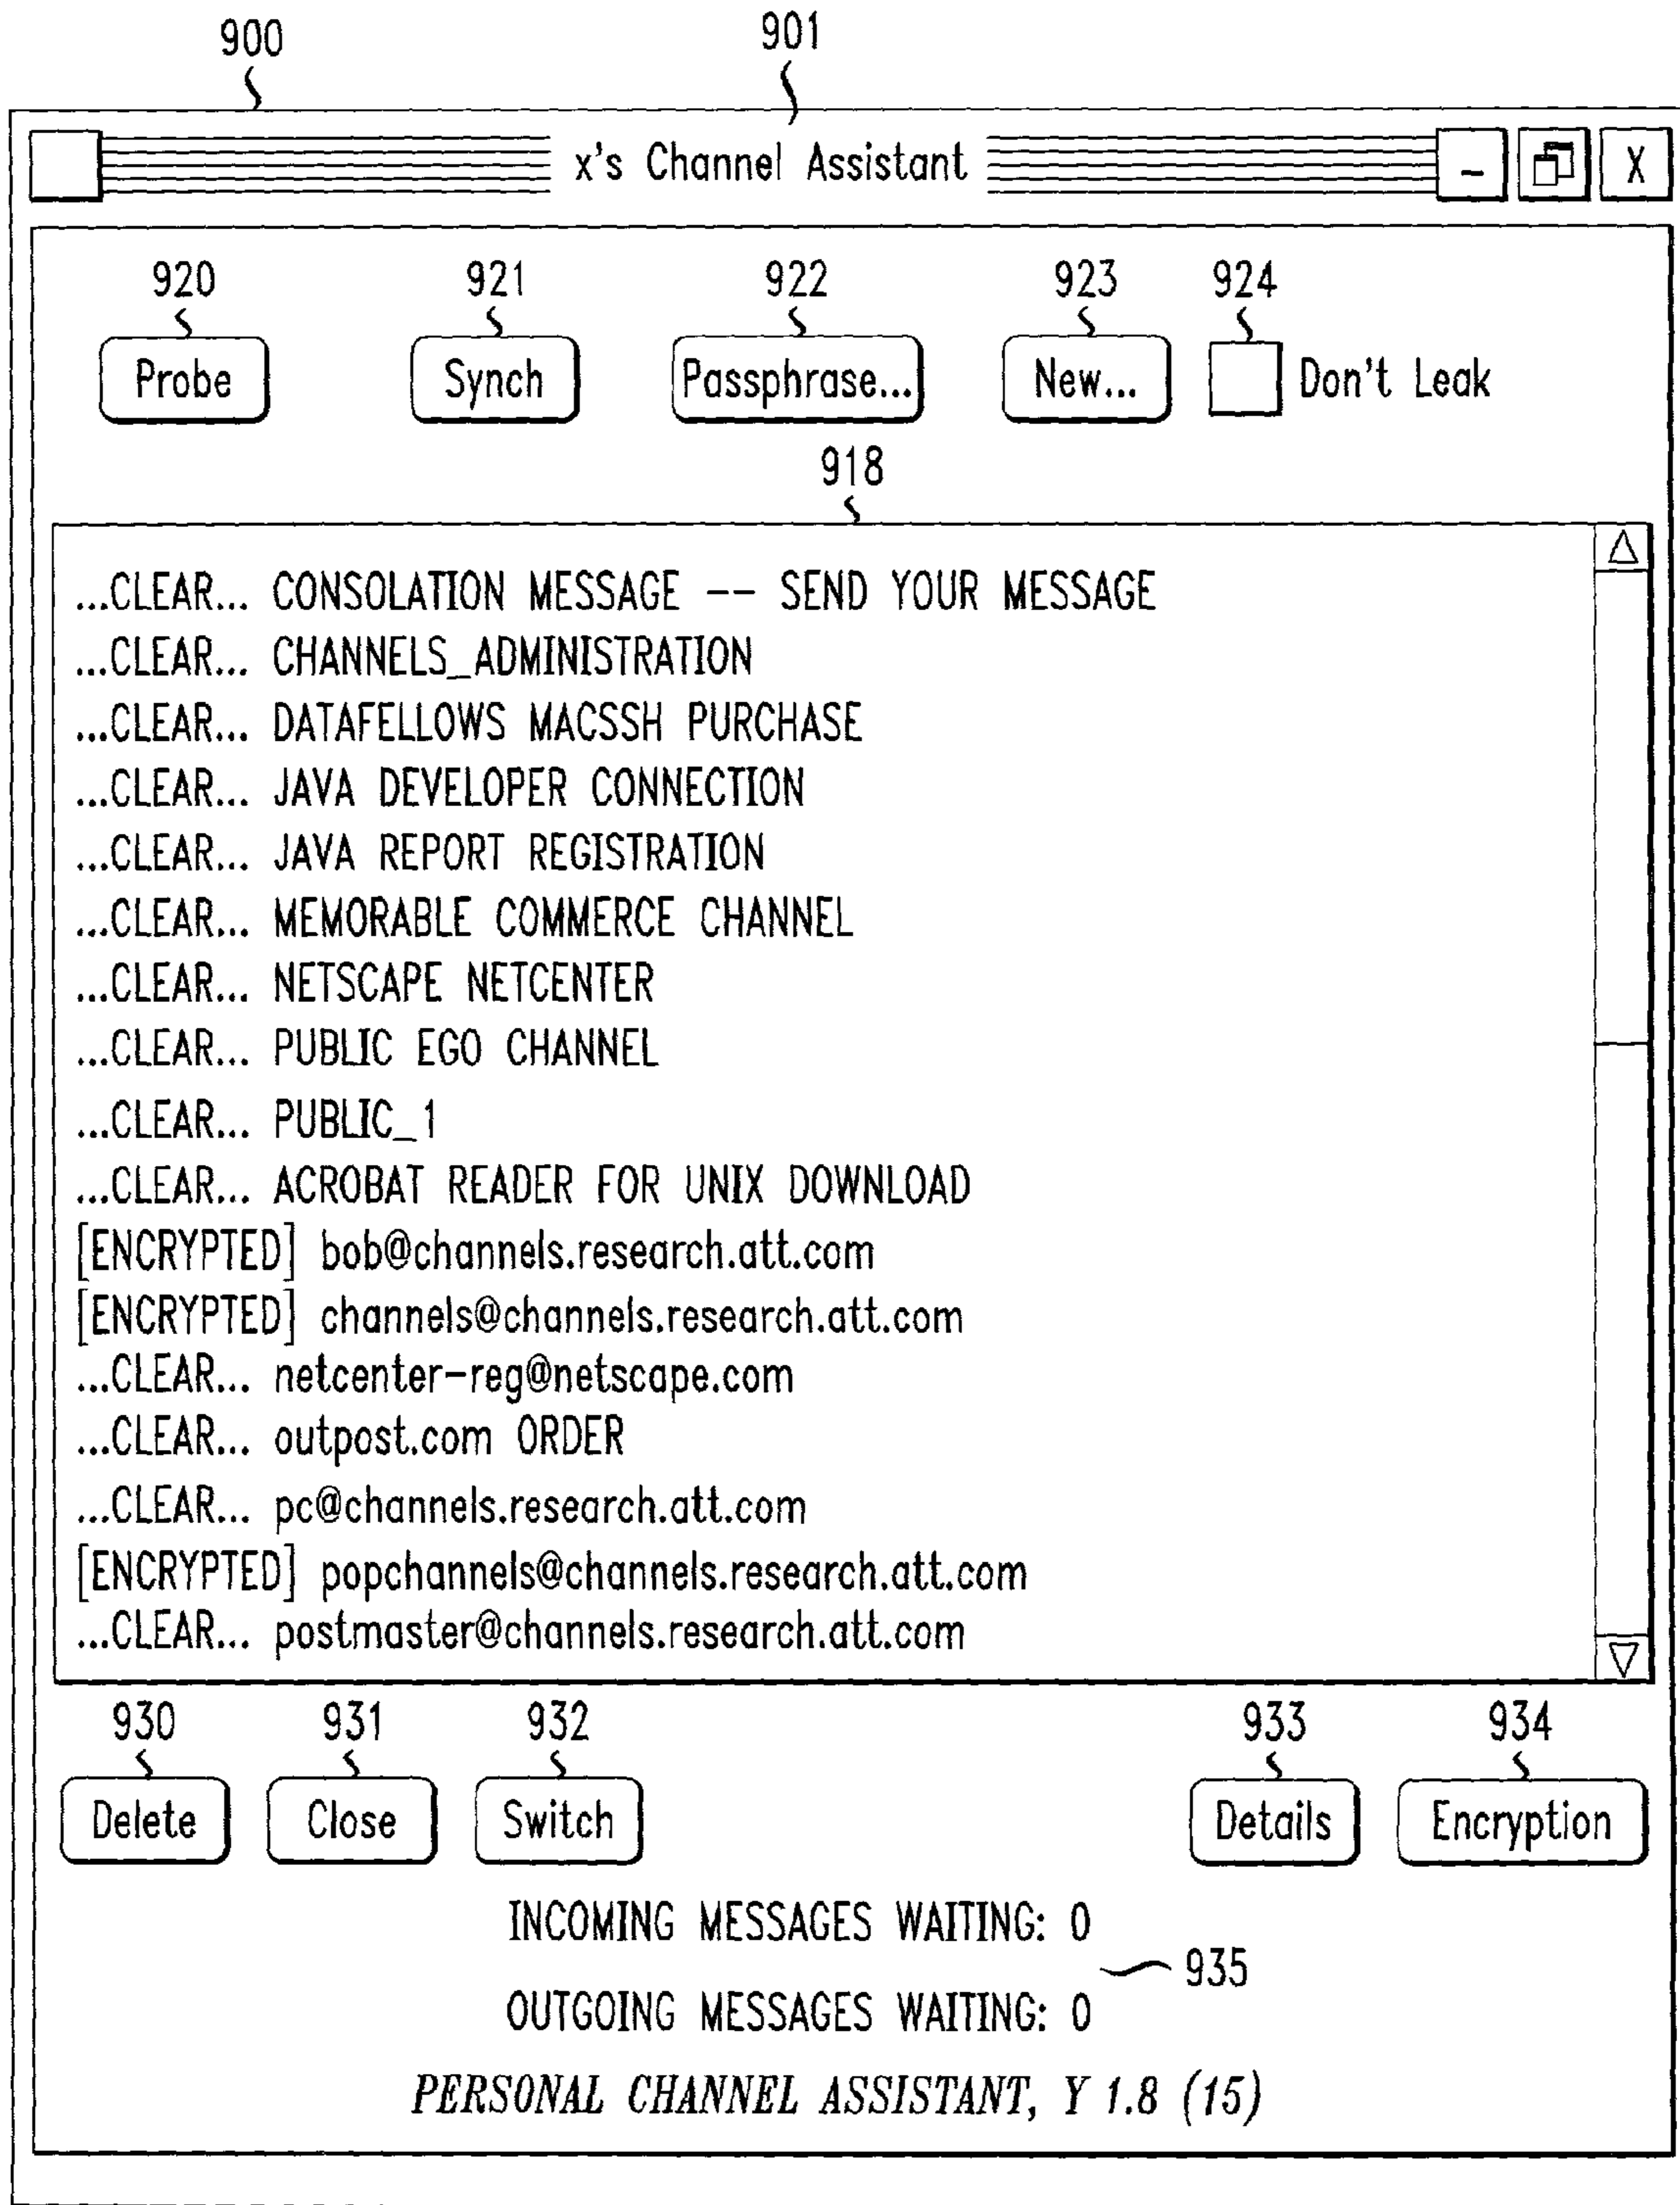 900 901
x's Channel Assistant - X
920 921 922 923 924
Probe Synch Passphrase... New... Don't Leak
918
...CLEAR... CONSOLATION MESSAGE -- SEND YOUR MESSAGE
...CLEAR... CHANNELS_ADMINISTRATION
...CLEAR... DATAFELLOWS MACSSH PURCHASE
...CLEAR... JAVA DEVELOPER CONNECTION
...CLEAR... JAVA REPORT REGISTRATION
...CLEAR... MEMORABLE COMMERCE CHANNEL
...CLEAR... NETSCAPE NETCENTER
...CLEAR... PUBLIC EGO CHANNEL
...CLEAR... PUBLIC_1
...CLEAR... ACROBAT READER FOR UNIX DOWNLOAD
[ENCRYPTED] bob@channels.research.att.com
[ENCRYPTED] channels@channels.research.att.com
...CLEAR... netcenter-reg@netscape.com
...CLEAR... outpost.com ORDER
...CLEAR... pc@channels.research.att.com
[ENCRYPTED] popchannels@channels.research.att.com
...CLEAR... postmaster@channels.research.att.com
930 931 932 933 934
Delete Close Switch Details Encryption
INCOMING MESSAGES WAITING: 0
935
OUTGOING MESSAGES WAITING: 0
PERSONAL CHANNEL ASSISTANT, Y 1.8 (15)